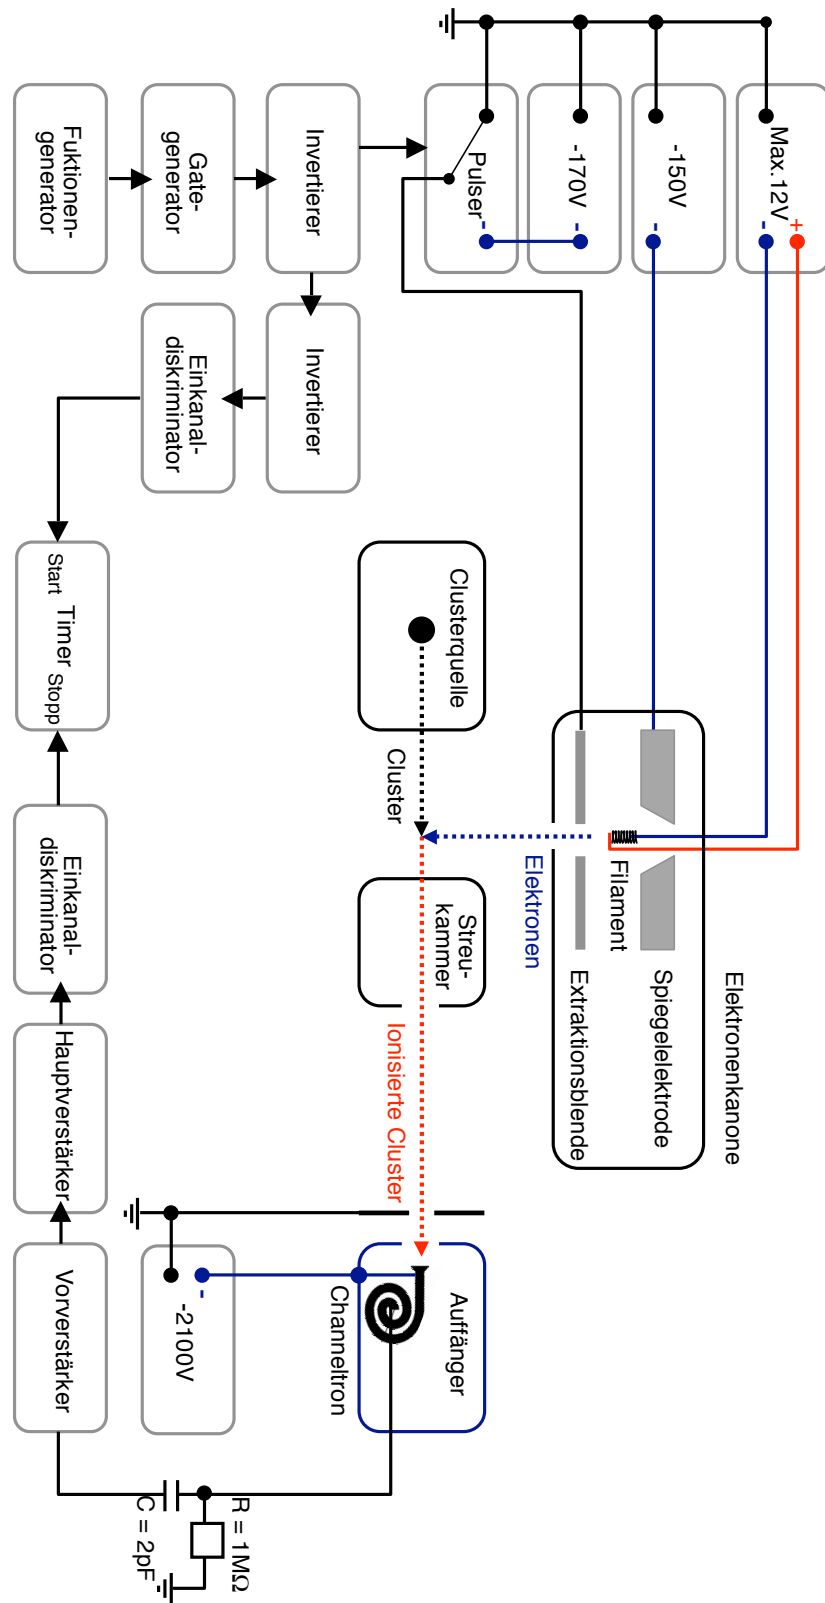 Max.12V
+
-
-150V
-
-170V
-
Pulser
-
Invertierer
Gate-
generator
Fuktionen-
generator
Invertierer
Einkanal-
diskriminator
Start
Timer
Stopp
Clusterquelle
Cluster
Elektronen
Elektronenkanone
Spiegelelektrode
Filament
Extraktionsblende
Streu-
kammer
Ionisierte Cluster
Einkanal-
diskriminator
Hauptverstärker
Vorverstärker
Auffänger
Channeltron
-
-2100V
R = 1MΩ
C = 2pF